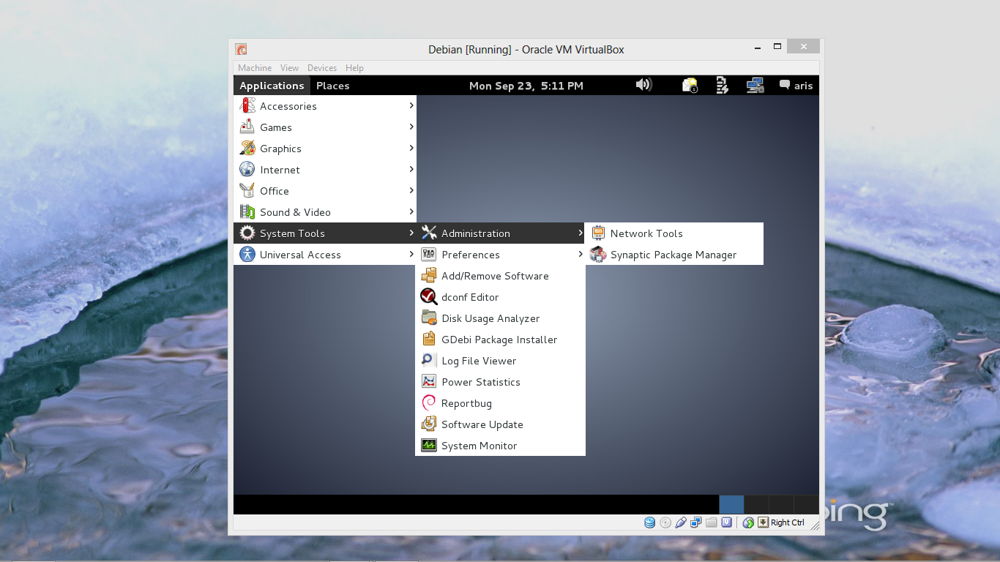 Debian [Running] - Oracle VM VirtualBox
Machine View Devices Help
Applications Places Mon Sep 23, 5:11 PM 1 aris
Accessories
Games
Graphics
Internet
Office
Sound & Video
System Tools
Universal Access
Administration
Preferences
Add/Remove Software
dconf Editor
Disk Usage Analyzer
GDebi Package Installer
Log File Viewer
Power Statistics
Reportbug
Software Update
System Monitor
Network Tools
Synaptic Package Manager
Right Ctrl